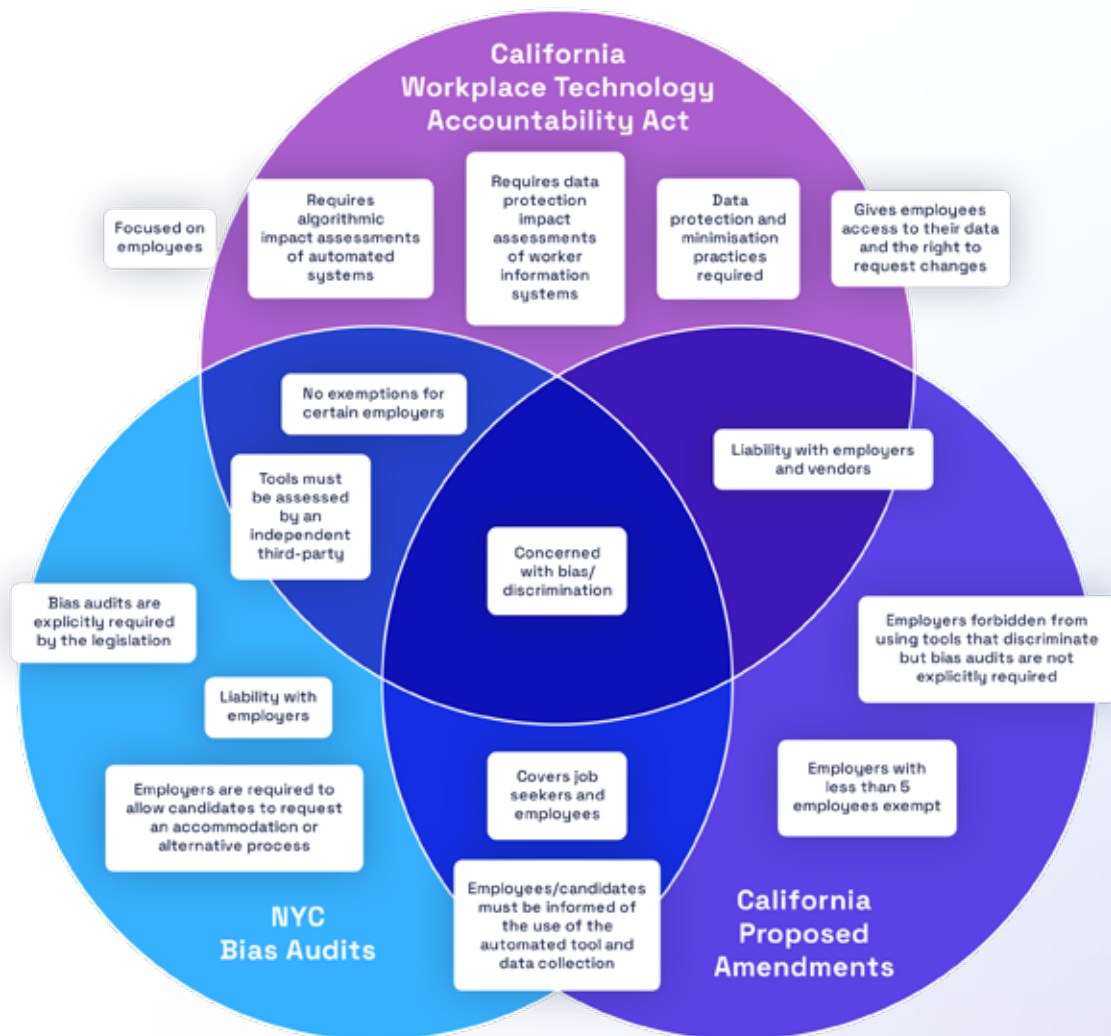 California
Workplace Technology
Accountability Act
Focused on
employees
Requires
algorithmic
impact assessments
of automated
systems
Requires data
protection
impact
assessments
of worker
information
systems
Data
protection and
minimisation
practices
required
Gives employees
access to their data
and the right to
request changes
No exemptions for
certain employers
Liability with employers
and vendors
Tools must
be assessed
by an
independent
third-party
Concerned
with bias/
discrimination
Bias audits are
explicitly required
by the legislation
Employers forbidden from
using tools that discriminate
but bias audits are not
explicitly required
Liability with
employers
Employers are required to
allow candidates to request
an accommodation or
alternative process
Covers job
seekers and
employees
Employers with
less than 5
employees exempt
Employees/candidates
must be informed of
the use of the
automated tool and
data collection
NYC
Bias Audits
California
Proposed
Amendments